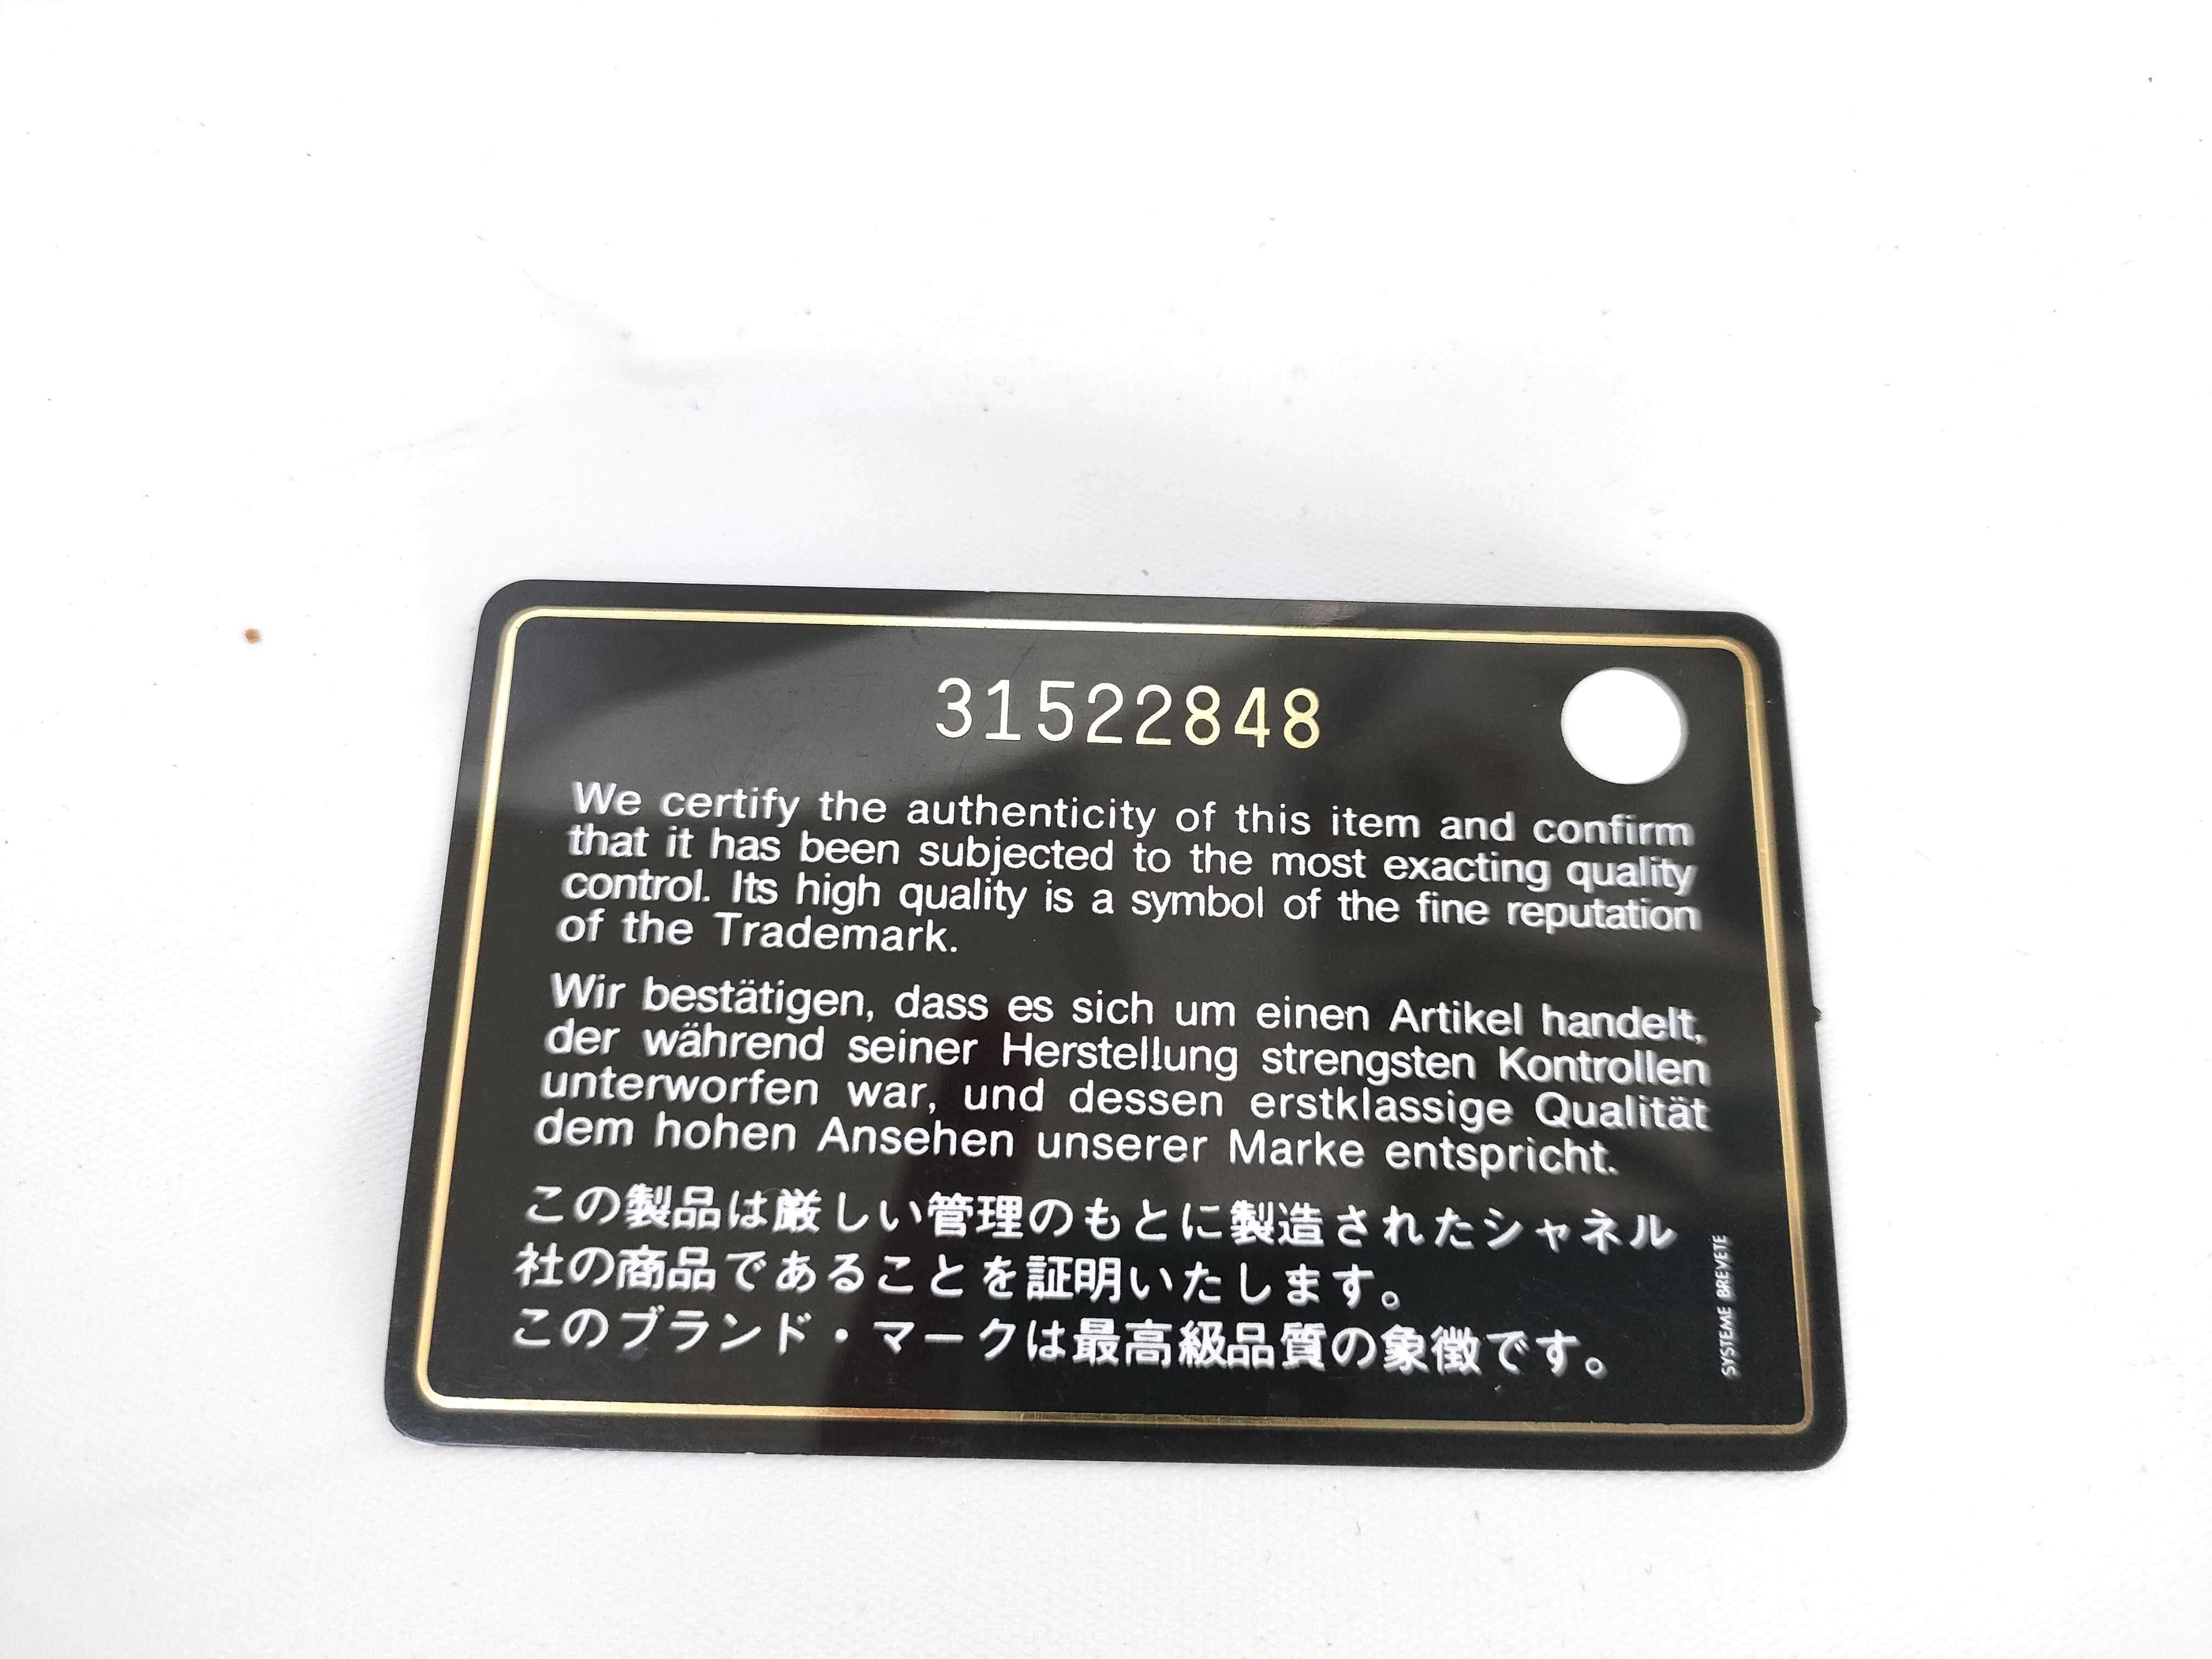 31522848
We certify the authenticity of this item and confirm
that it has been subjected to the most exacting quality
control. Its high quality is a symbol of the fine reputation
of the Trademark.
Wir bestätigen, dass es sich um einen Artikel handelt,
der während seiner Herstellung strengsten Kontrollen
unterworfen war, und dessen erstklassige Qualität
dem hohen Ansehen unserer Marke entspricht.
この製品は厳しい管理のもとに製造されたシャネル
社の商品であることを証明いたします。
このブランド・マークは最高級品質の象徴です。
SYSTEME BREVETE